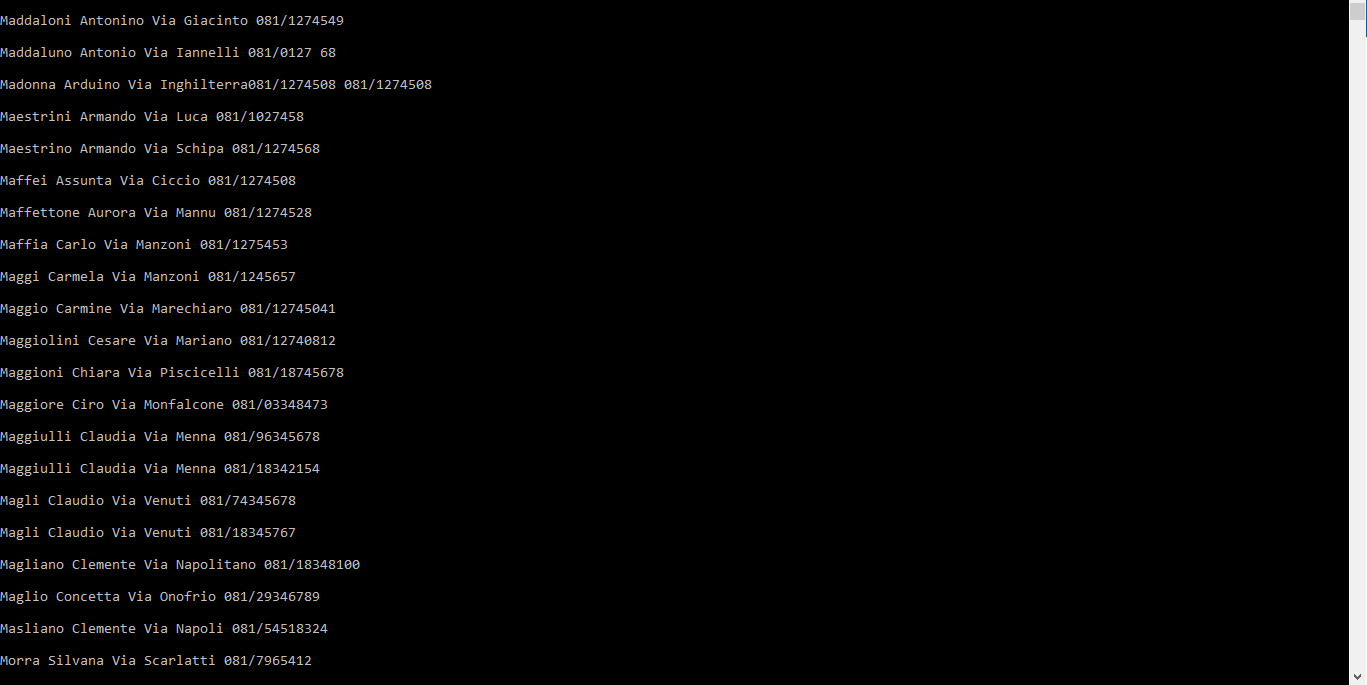 Maddaloni Antonino Via Giacinto 081/1274549
Maddaluno Antonio Via Iannelli 081/0127 68
Madonna Arduino Via Inghilterra081/1274508 081/1274508
Maestrini Armando Via Luca 081/1027458
Maestrino Armando Via Schipa 081/1274568
Maffei Assunta Via Ciccio 081/1274508
Maffettone Aurora Via Mannu 081/1274528
Maffia Carlo Via Manzoni 081/1275453
Maggi Carmela Via Manzoni 081/1245657
Maggio Carmine Via Marechiaro 081/12745041
Maggiolini Cesare Via Mariano 081/12740812
Maggioni Chiara Via Piscicelli 081/18745678
Maggiore Ciro Via Monfalcone 081/03348473
Maggiulli Claudia Via Menna 081/96345678
Maggiulli Claudia Via Menna 081/18342154
Magli Claudio Via Venuti 081/74345678
Magli Claudio Via Venuti 081/18345767
Magliano Clemente Via Napolitano 081/18348100
Maglio Concetta Via Onofrio 081/29346789
Masliano Clemente Via Napoli 081/54518324
Morra Silvana Via Scarlatti 081/7965412